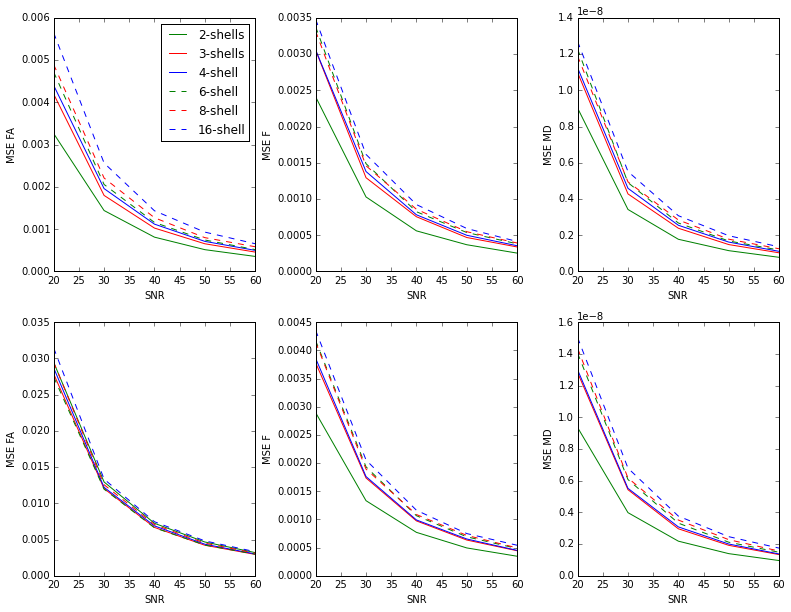 0.006
0.005
0.004
0.003
0.002
0.001
0.000
MSE FA
20 25 30 35 40 45 50 55 60
SNR
2-shells
3-shells
4-shell
6-shell
8-shell
16-shell
0.0035
0.0030
0.0025
0.0020
0.0015
0.0010
0.0005
0.0000
MSE F
20 25 30 35 40 45 50 55 60
SNR
1e−8
1.4
1.2
1.0
0.8
0.6
0.4
0.2
0.0
MSE MD
20 25 30 35 40 45 50 55 60
SNR
0.035
0.030
0.025
0.020
0.015
0.010
0.005
0.000
MSE FA
20 25 30 35 40 45 50 55 60
SNR
0.0045
0.0040
0.0035
0.0030
0.0025
0.0020
0.0015
0.0010
0.0005
0.0000
MSE F
20 25 30 35 40 45 50 55 60
SNR
1e−8
1.6
1.4
1.2
1.0
0.8
0.6
0.4
0.2
0.0
MSE MD
20 25 30 35 40 45 50 55 60
SNR